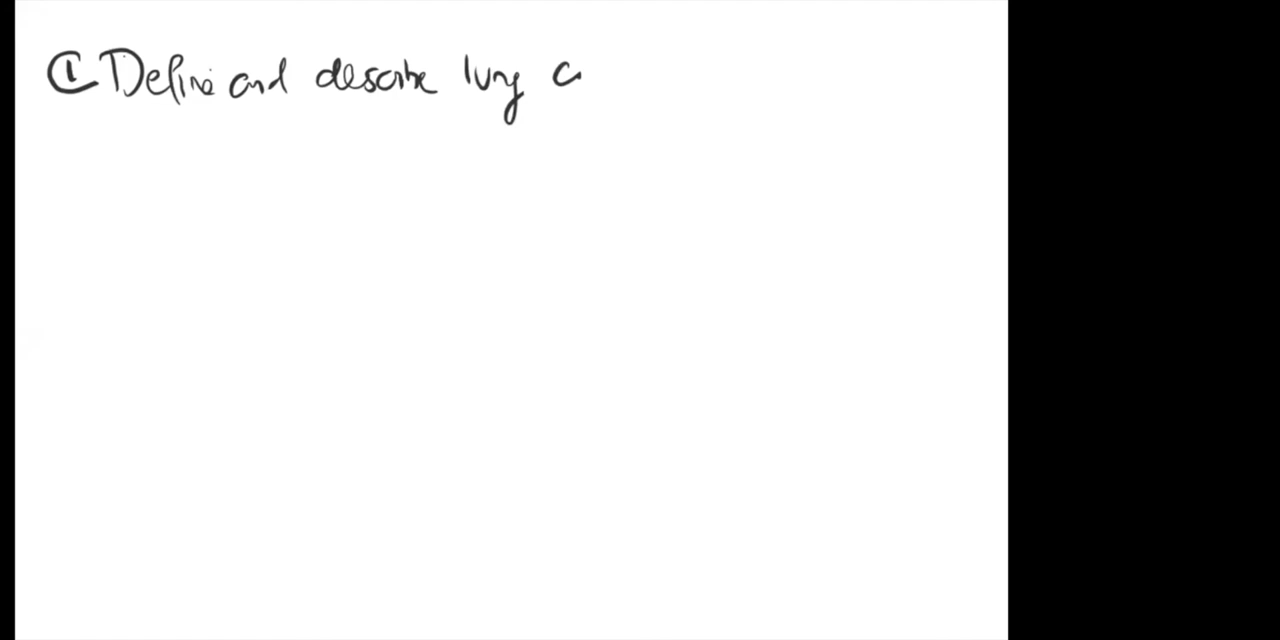 ① Define and describe lung c